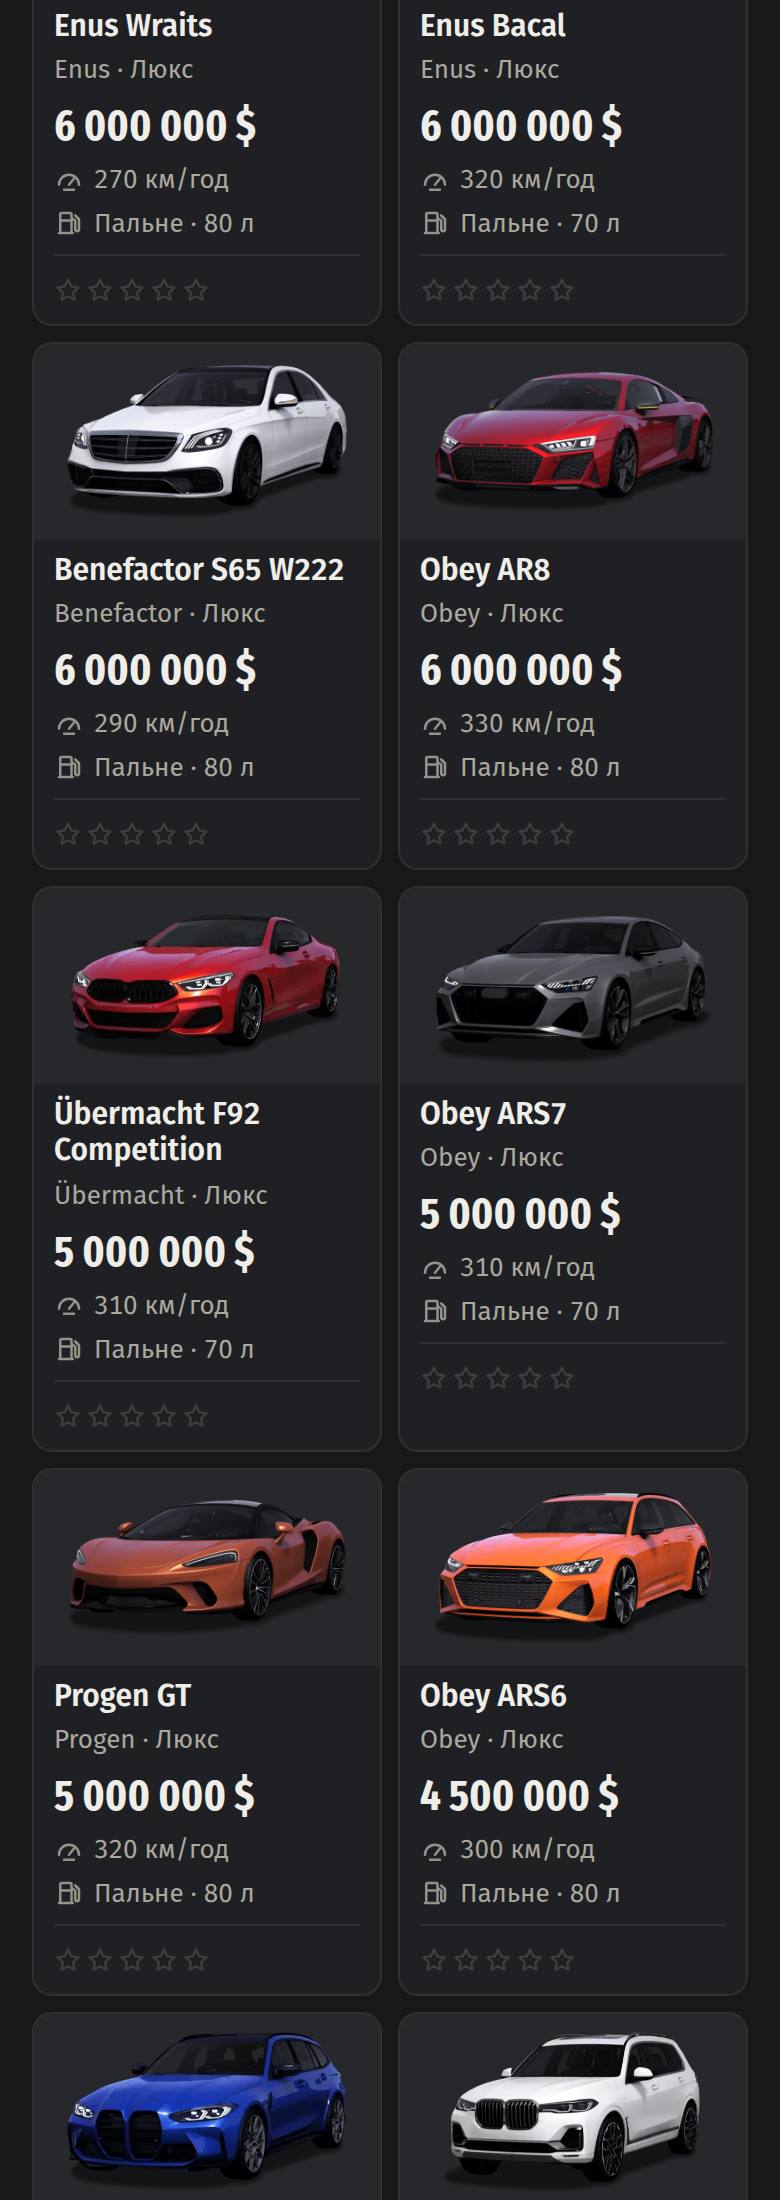 Enus Wraits
Enus · Люкс
6 000 000 $
270 км/год
Пальне · 80 л
Enus Bacal
Enus · Люкс
6 000 000 $
320 км/год
Пальне · 70 л
Benefactor S65 W222
Benefactor · Люкс
6 000 000 $
290 км/год
Пальне · 80 л
Obey AR8
Obey · Люкс
6 000 000 $
330 км/год
Пальне · 80 л
Übermacht F92
Competition
Übermacht · Люкс
5 000 000 $
310 км/год
Пальне · 70 л
Obey ARS7
Obey · Люкс
5 000 000 $
310 км/год
Пальне · 70 л
Progen GT
Progen · Люкс
5 000 000 $
320 км/год
Пальне · 80 л
Obey ARS6
Obey · Люкс
4 500 000 $
300 км/год
Пальне · 80 л